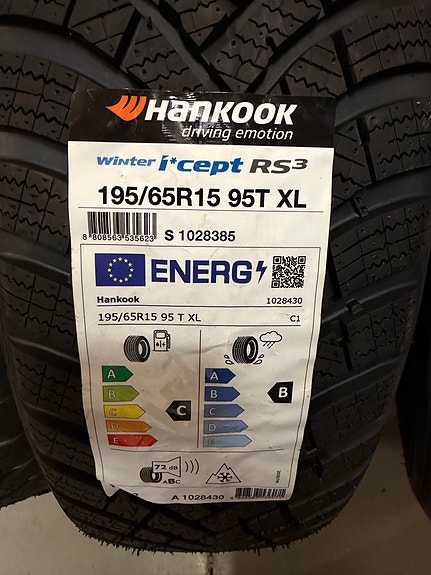 HANKOOK
driving emotion
winter i*cept RS3
195/65R15 95T XL
8 808563 535623
S 1028385
ENERG
Hankook 1028430
195/65R15 95 T XL C1
A
B
C
D
E
C
A
B
C
D
E
B
72 dB
ABC
A 1028430